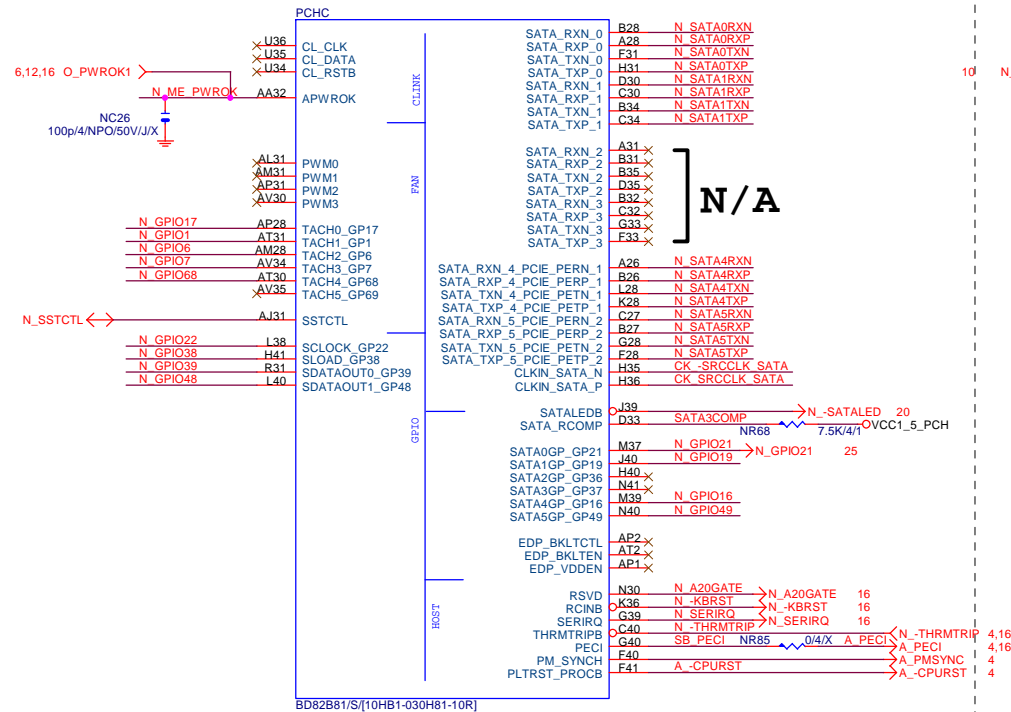 PCHC
U36 CL_CLK
U35 CL_DATA
U34 CL_RSTB
6,12,16 O_PWROK1
N_ME_PWROK AA32 APWROK
NC26
100p/4/NPO/50V/J/X
CLINK
AL31 PWM0
AM31 PWM1
AP31 PWM2
AV30 PWM3
FAN
N_GPIO17 AP28 TACH0_GP17
N_GPIO1 AT31 TACH1_GP1
N_GPIO6 AM28 TACH2_GP6
N_GPIO7 AV34 TACH3_GP7
N_GPIO68 AT30 TACH4_GP68
AV35 TACH5_GP69
N_SSTCTL AJ31 SSTCTL
N_GPIO22 L38 SCLOCK_GP22
N_GPIO38 H41 SLOAD_GP38
N_GPIO39 R31 SDATAOUT0_GP39
N_GPIO48 L40 SDATAOUT1_GP48
GPIO
HOST
SATA_RXN_0 B28 N_SATA0RXN
SATA_RXP_0 A28 N_SATA0RXP
SATA_TXN_0 F31 N_SATA0TXN
SATA_TXP_0 H31 N_SATA0TXP
SATA_RXN_1 D30 N_SATA1RXN
SATA_RXP_1 C30 N_SATA1RXP
SATA_TXN_1 B34 N_SATA1TXN
SATA_TXP_1 C34 N_SATA1TXP
SATA_RXN_2 A31
SATA_RXP_2 B31
SATA_TXN_2 B35
SATA_TXP_2 D35
SATA_RXN_3 B32
SATA_RXP_3 C32
SATA_TXN_3 G33
SATA_TXP_3 F33
N/A
SATA_RXN_4_PCIE_PERN_1 A26 N_SATA4RXN
SATA_RXP_4_PCIE_PERP_1 B26 N_SATA4RXP
SATA_TXN_4_PCIE_PETN_1 L28 N_SATA4TXN
SATA_TXP_4_PCIE_PETP_1 K28 N_SATA4TXP
SATA_RXN_5_PCIE_PERN_2 C27 N_SATA5RXN
SATA_RXP_5_PCIE_PERP_2 B27 N_SATA5RXP
SATA_TXN_5_PCIE_PETN_2 G28 N_SATA5TXN
SATA_TXP_5_PCIE_PETP_2 F28 N_SATA5TXP
CLKIN_SATA_N H35 CK_-SRCCLK_SATA
CLKIN_SATA_P H36 CK_SRCCLK_SATA
SATALEDB J39 N_-SATALED 20
SATA_RCOMP D33 SATA3COMP NR68 7.5K/4/1 VCC1_5_PCH
SATA0GP_GP21 M37 N_GPIO21 N_GPIO21 25
SATA1GP_GP19 J40 N_GPIO19
SATA2GP_GP36 H40
SATA3GP_GP37 N41
SATA4GP_GP16 M39 N_GPIO16
SATA5GP_GP49 N40 N_GPIO49
EDP_BKLTCTL AP2
EDP_BKLTEN AT2
EDP_VDDEN AP1
RSVD N30 N_A20GATE N_A20GATE 16
RCINB K36 N_-KBRST N_-KBRST 16
SERIRQ G39 N_SERIRQ N_SERIRQ 16
THRMTRIPB C40 N_-THRMTRIP N_-THRMTRIP 4,16
PECI G40 SB_PECI NR85 0/4/X A_PECI A_PECI 4,16
PM_SYNCH F40 A_PMSYNC 4
PLTRST_PROCB F41 A_-CPURST A_-CPURST 4
10 N_
BD82B81/S/[10HB1-030H81-10R]